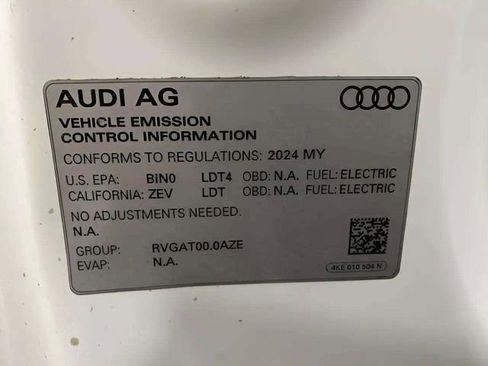 AUDI AG
VEHICLE EMISSION
CONTROL INFORMATION
CONFORMS TO REGULATIONS: 2024 MY
U.S. EPA: BIN0 LDT4 OBD: N.A. FUEL: ELECTRIC
CALIFORNIA: ZEV LDT OBD: N.A. FUEL: ELECTRIC
NO ADJUSTMENTS NEEDED.
N.A.
GROUP: RVGAT00.0AZE
EVAP: N.A.
4KE 010 504 N